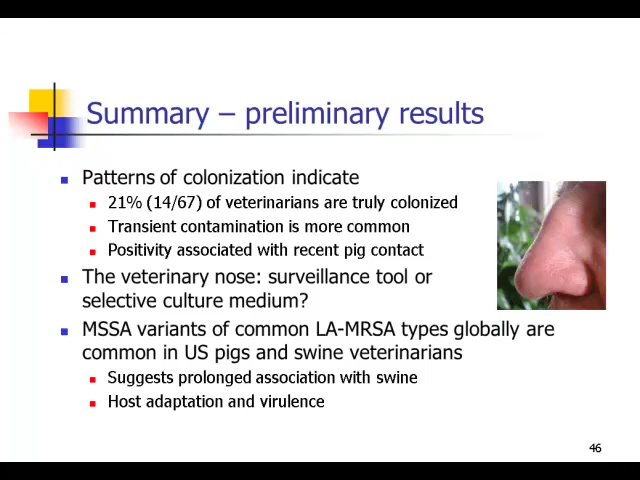 Summary – preliminary results
Patterns of colonization indicate
21% (14/67) of veterinarians are truly colonized
Transient contamination is more common
Positivity associated with recent pig contact
The veterinary nose: surveillance tool or
selective culture medium?
MSSA variants of common LA-MRSA types globally are
common in US pigs and swine veterinarians
Suggests prolonged association with swine
Host adaptation and virulence
46